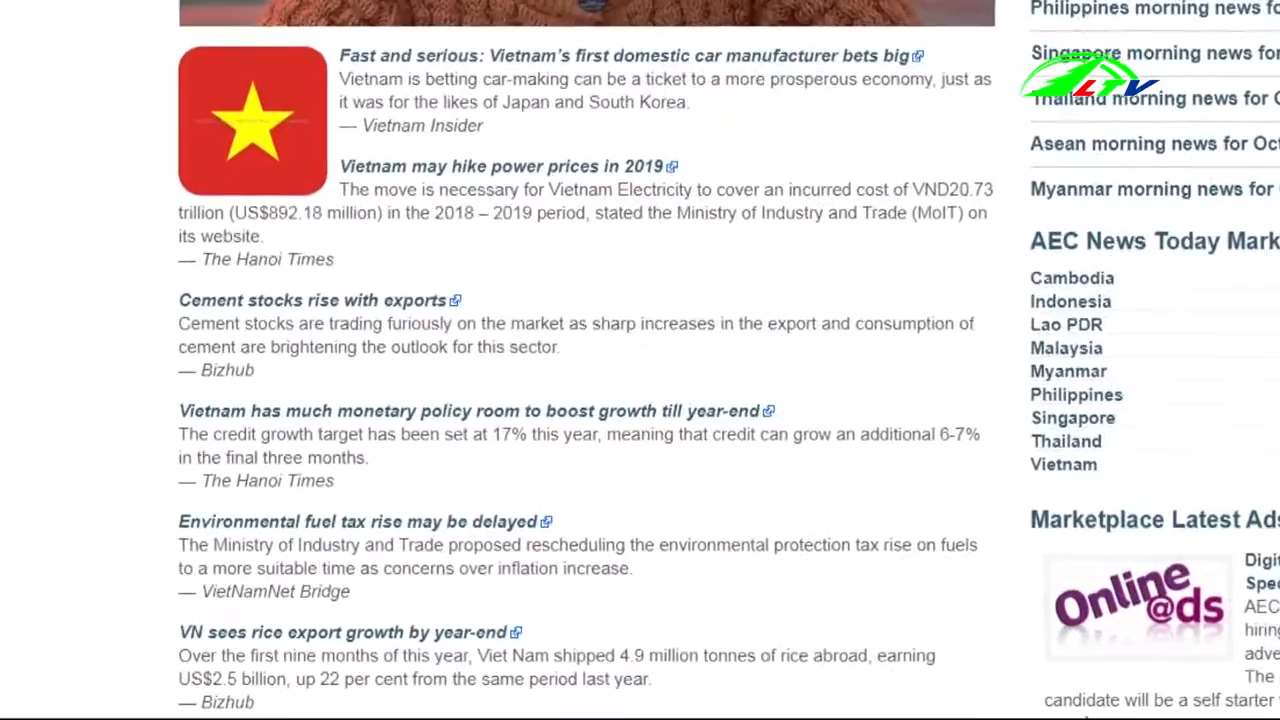 Fast and serious: Vietnam's first domestic car manufacturer bets big
Vietnam is betting car-making can be a ticket to a more prosperous economy, just as
it was for the likes of Japan and South Korea.
— Vietnam Insider
Vietnam may hike power prices in 2019
The move is necessary for Vietnam Electricity to cover an incurred cost of VND20.73
trillion (US$892.18 million) in the 2018 – 2019 period, stated the Ministry of Industry and Trade (MoIT) on
its website.
— The Hanoi Times
Cement stocks rise with exports
Cement stocks are trading furiously on the market as sharp increases in the export and consumption of
cement are brightening the outlook for this sector.
— Bizhub
Vietnam has much monetary policy room to boost growth till year-end
The credit growth target has been set at 17% this year, meaning that credit can grow an additional 6-7%
in the final three months.
— The Hanoi Times
Environmental fuel tax rise may be delayed
The Ministry of Industry and Trade proposed rescheduling the environmental protection tax rise on fuels
to a more suitable time as concerns over inflation increase.
— VietNamNet Bridge
VN sees rice export growth by year-end
Over the first nine months of this year, Viet Nam shipped 4.9 million tonnes of rice abroad, earning
US$2.5 billion, up 22 per cent from the same period last year.
— Bizhub
Philippines morning news fo
Singapore morning news for
LTV
Thailand morning news for O
Asean morning news for Oct
Myanmar morning news for
AEC News Today Mark
Cambodia
Indonesia
Lao PDR
Malaysia
Myanmar
Philippines
Singapore
Thailand
Vietnam
Marketplace Latest Ads
Online @ds
Digit
Spec
AEC
hiring
adve
The
candidate will be a self starter